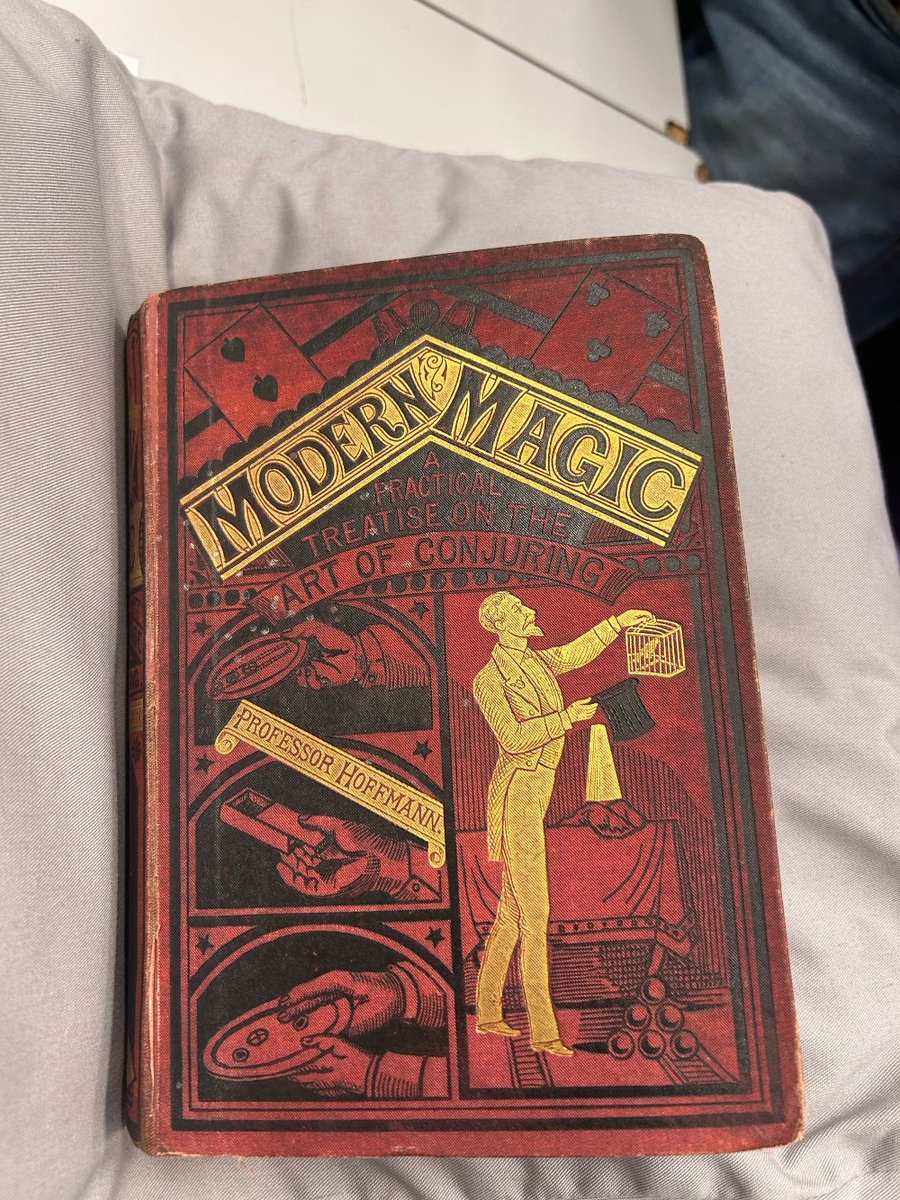 MODERN MAGIC
A
PRACTICAL
TREATISE ON THE
ART OF CONJURING
PROFESSOR HOFFMANN.